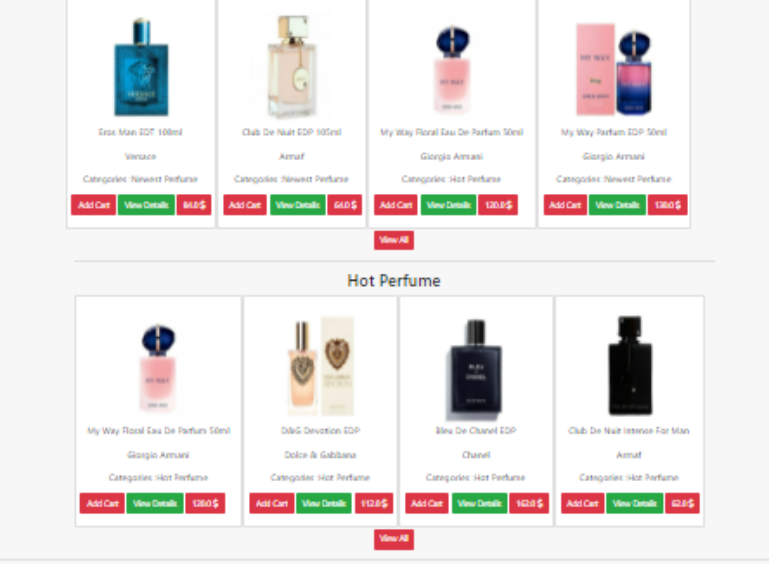 Eros Man EDT 100ml
Versace
Categories :Newest Perfume
Add Cart View Details 84.0 $
Club De Nuit EDP 105ml
Armaf
Categories :Newest Perfume
Add Cart View Details 64.0 $
My Way Floral Eau De Parfum 50ml
Giorgio Armani
Categories :Hot Perfume
Add Cart View Details 120.0 $
My Way Parfum EDP 50ml
Giorgio Armani
Categories :Newest Perfume
Add Cart View Details 130.0 $
View All
Hot Perfume
MY WAY
My Way Floral Eau De Parfum 50ml
Giorgio Armani
Categories :Hot Perfume
Add Cart View Details 120.0 $
D&G Devotion EDP
Dolce & Gabbana
Categories :Hot Perfume
Add Cart View Details 112.0 $
BLEU
CHANEL
Bleu De Chanel EDP
Chanel
Categories :Hot Perfume
Add Cart View Details 162.0 $
Club De Nuit Intense For Man
Armaf
Categories :Hot Perfume
Add Cart View Details 62.0 $
View All